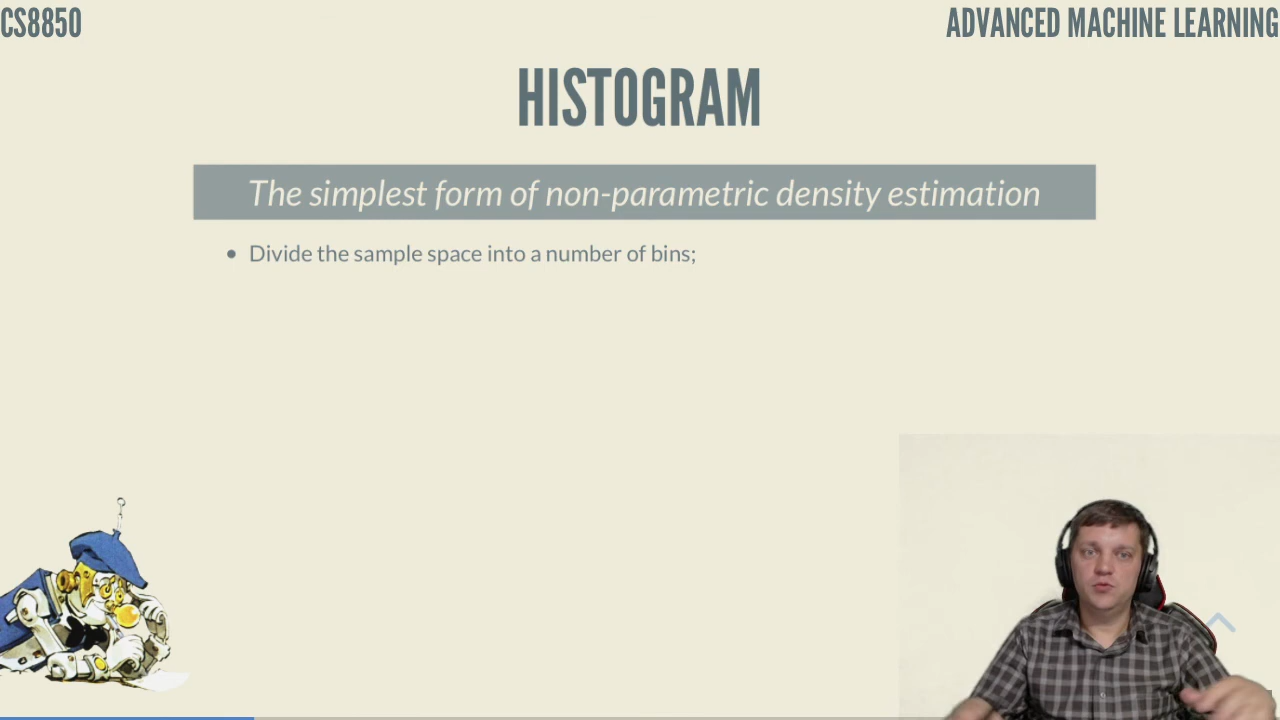 CS8850
ADVANCED MACHINE LEARNING
HISTOGRAM
The simplest form of non-parametric density estimation
• Divide the sample space into a number of bins;